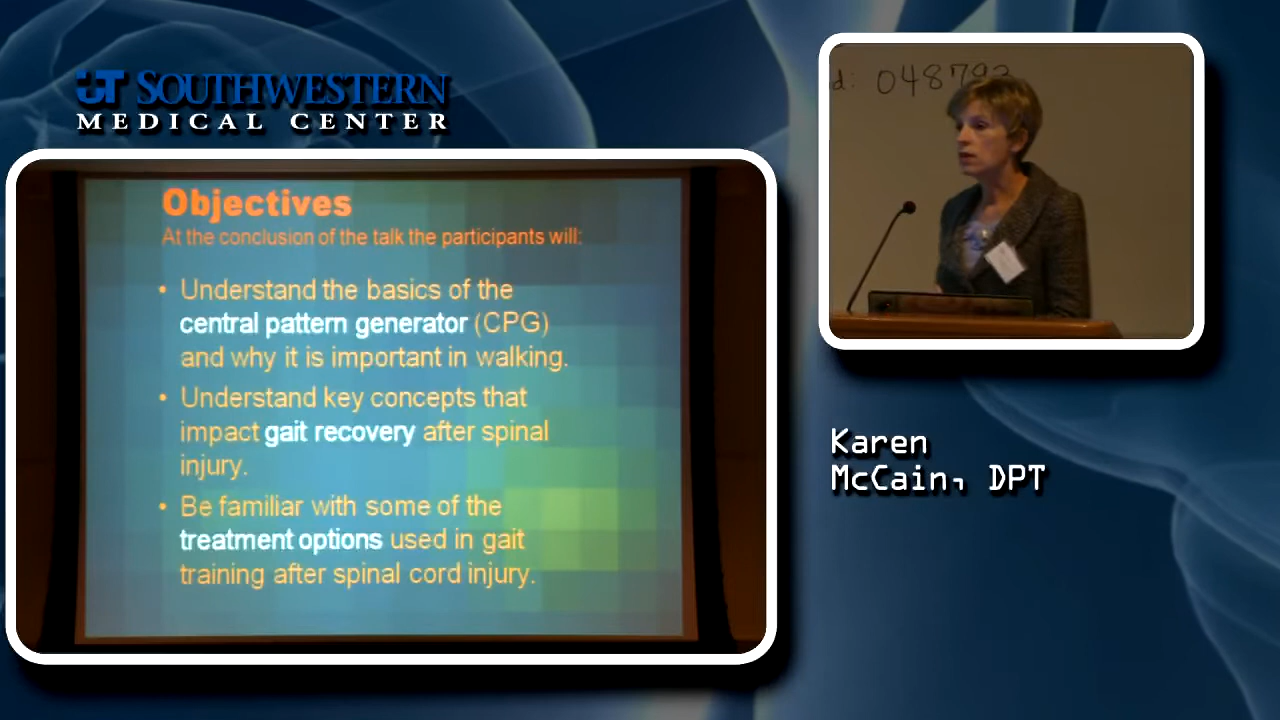 UT SOUTHWESTERN
MEDICAL CENTER
Objectives
At the conclusion of the talk the participants will:
• Understand the basics of the
central pattern generator (CPG)
and why it is important in walking.
• Understand key concepts that
impact gait recovery after spinal
injury.
• Be familiar with some of the
treatment options used in gait
training after spinal cord injury.
d: 048793
Karen
McCain, DPT